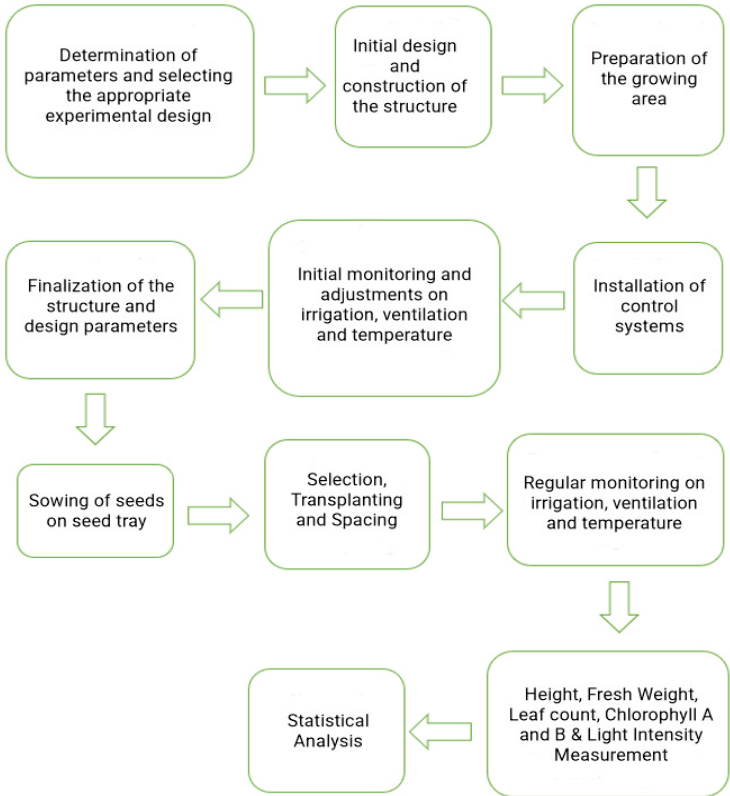 Determination of
parameters and selecting
the appropriate
experimental design
Initial design
and
construction of
the structure
Preparation of
the growing
area
Installation of
control
systems
Initial monitoring and
adjustments on
irrigation, ventilation
and temperature
Finalization of the
structure and
design parameters
Sowing of seeds
on seed tray
Selection,
Transplanting
and Spacing
Regular monitoring on
irrigation, ventilation
and temperature
Height, Fresh Weight,
Leaf count, Chlorophyll A
and B & Light Intensity
Measurement
Statistical
Analysis